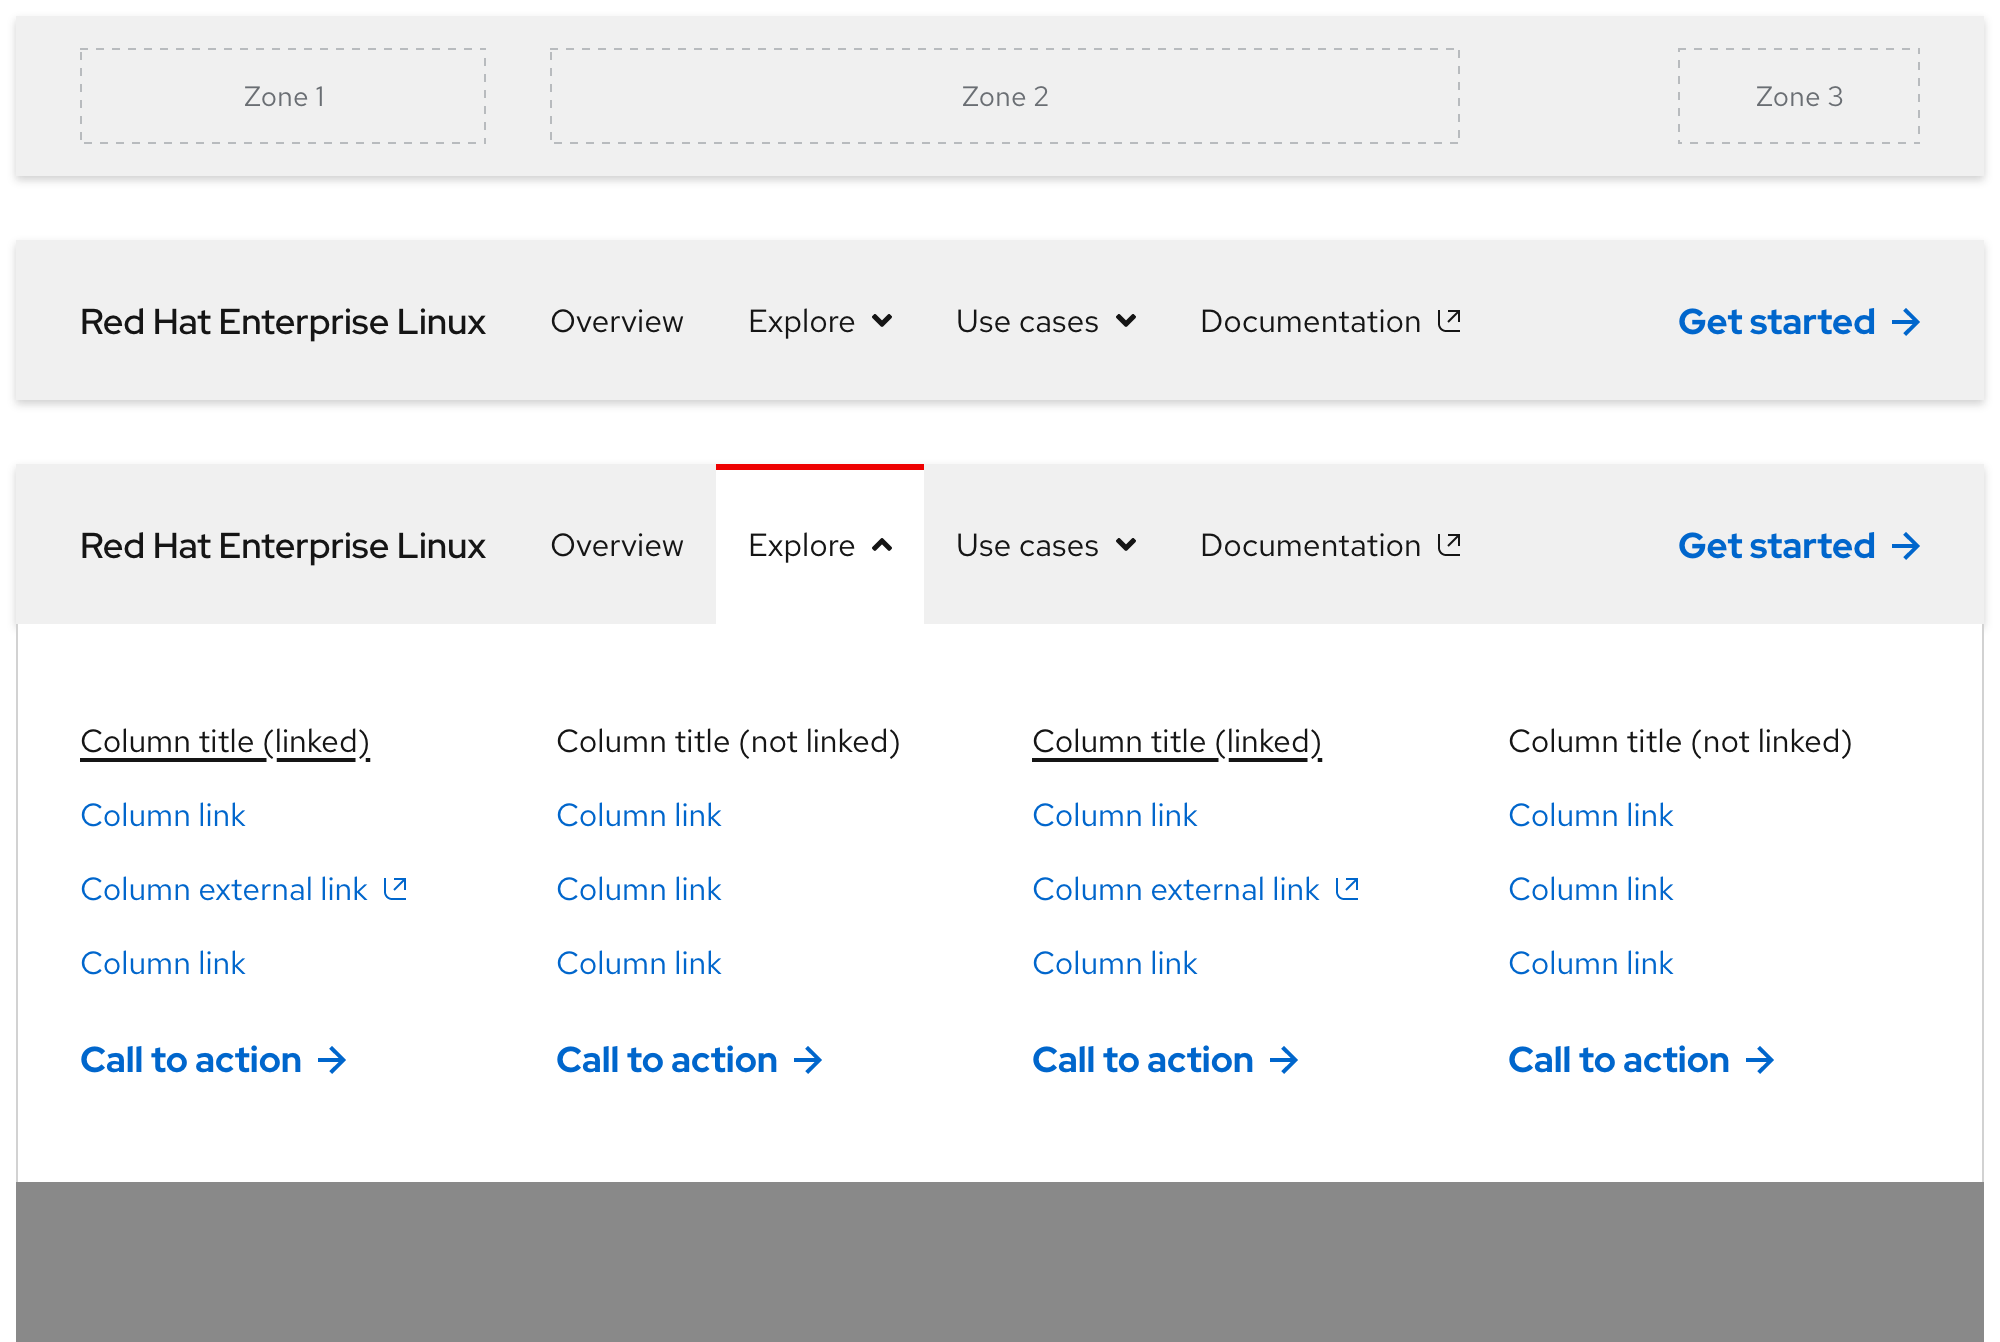 Zone 1 Zone 2 Zone 3
Red Hat Enterprise Linux Overview Explore Use cases Documentation Get started
Red Hat Enterprise Linux Overview Explore Use cases Documentation Get started
Column title (linked) Column title (not linked) Column title (linked) Column title (not linked)
Column link Column link Column link Column link
Column external link Column link Column external link Column link
Column link Column link Column link Column link
Call to action Call to action Call to action Call to action